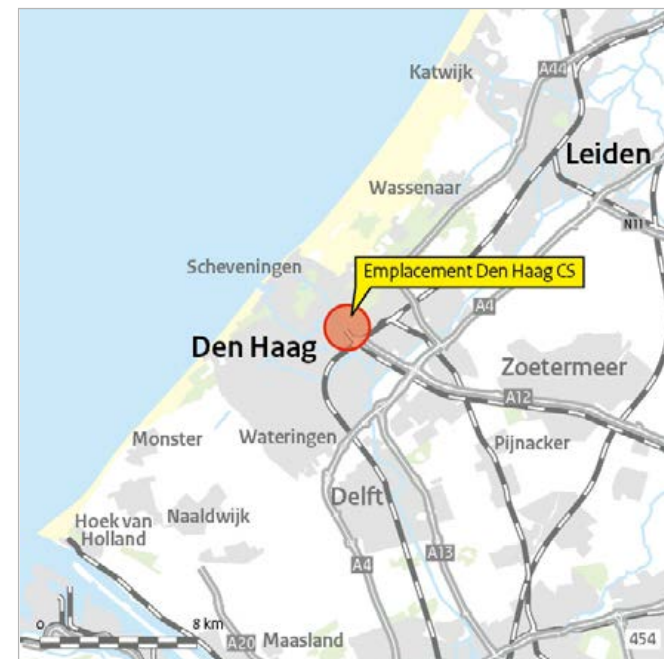 Katwijk
A44
Leiden
Wassenaar
N11
Scheveningen
Emplacement Den Haag CS
A4
Den Haag
Zoetermeer
A12
Monster
Wateringen
Pijnacker
Delft
Hoek van
Holland
Naaldwijk
A13
A4
0
8 km
A20
Maasland
454